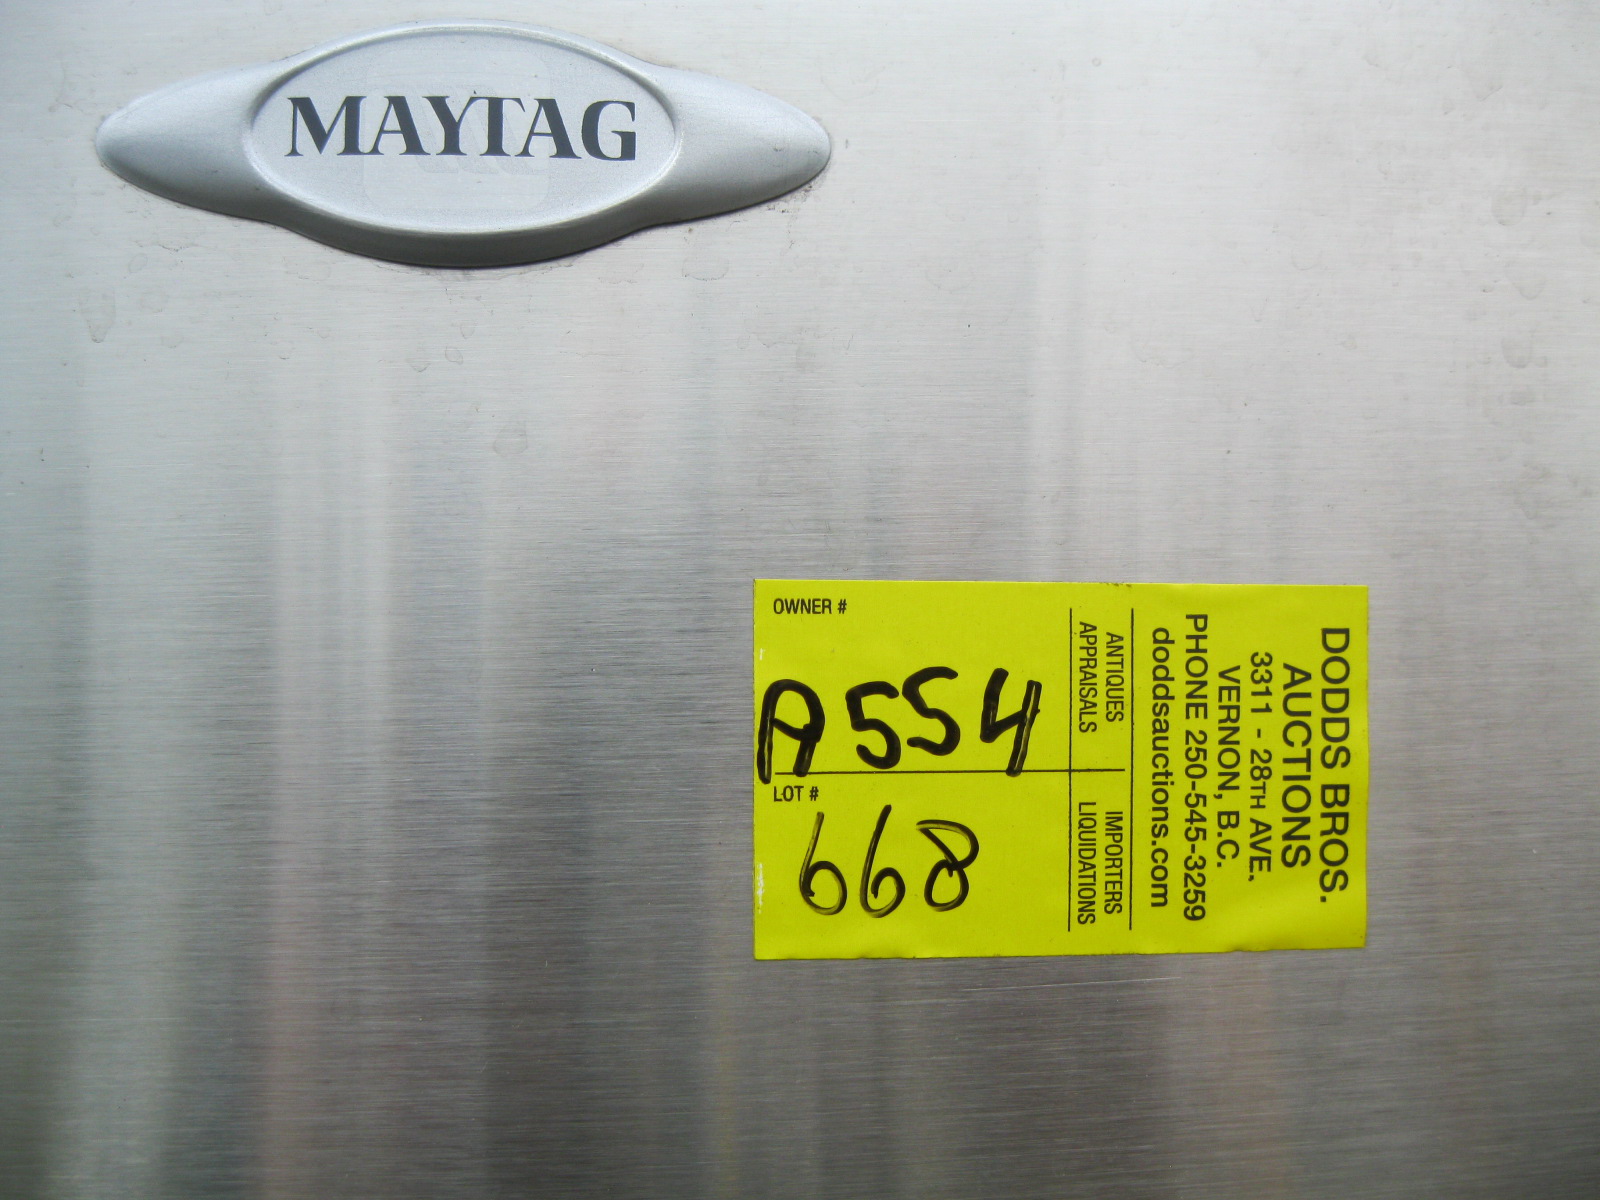 MAYTAG
OWNER #
A554
LOT #
668
ANTIQUES
APPRAISALS
IMPORTERS
LIQUIDATIONS
DODDS BROS.
AUCTIONS
3311 - 28TH AVE.
VERNON, B.C.
PHONE 250-545-3259
doddsauctions.com